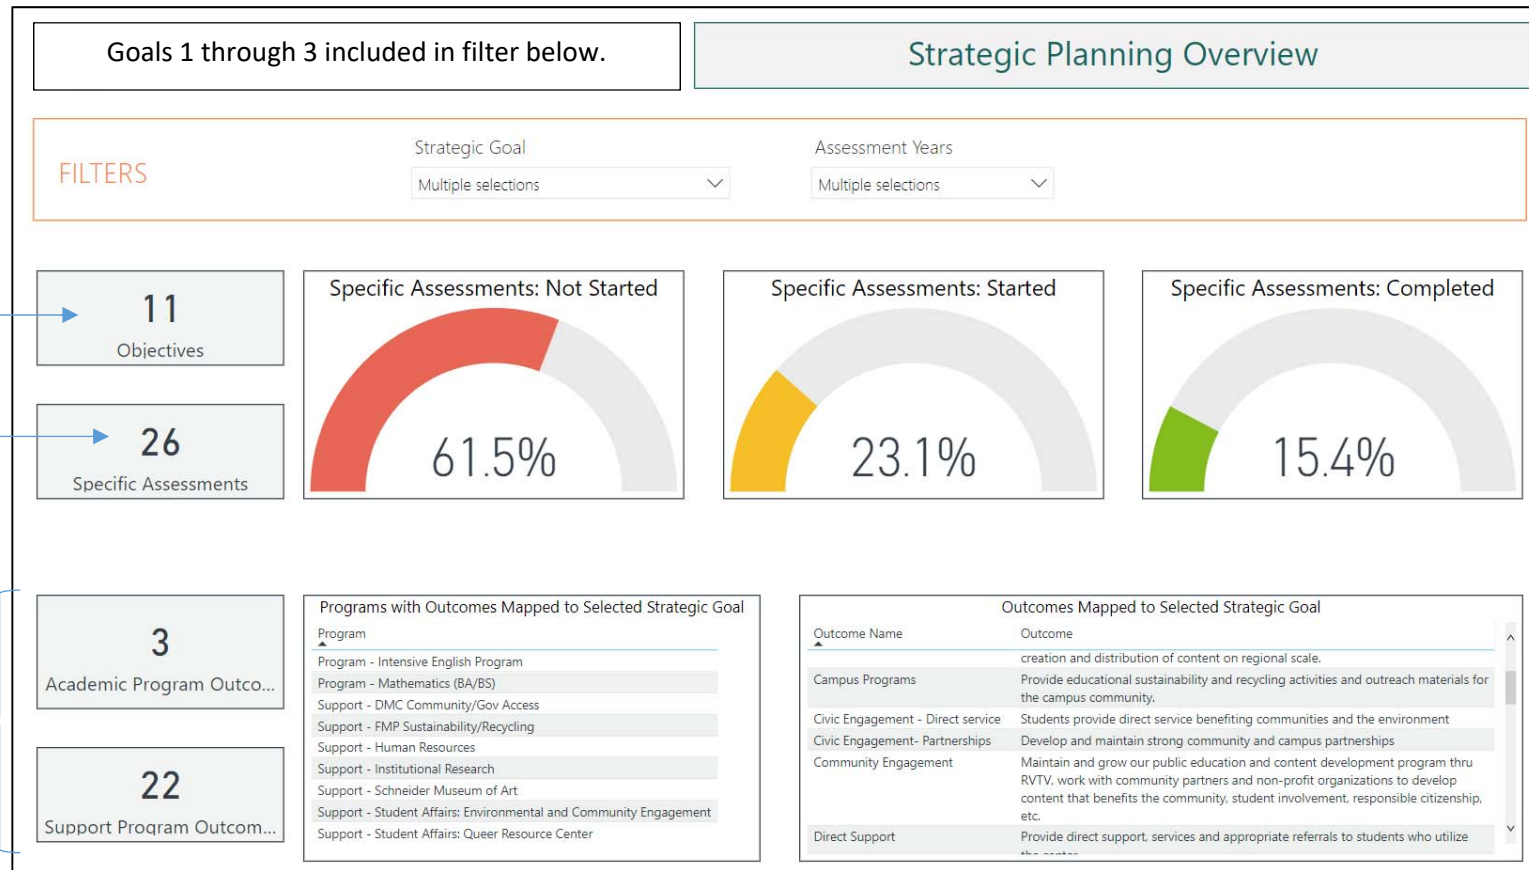 Goals 1 through 3 included in filter below.
Strategic Planning Overview
FILTERS
Strategic Goal
Multiple selections
Assessment Years
Multiple selections
11
Objectives
26
Specific Assessments
Specific Assessments: Not Started
61.5%
Specific Assessments: Started
23.1%
Specific Assessments: Completed
15.4%
3
Academic Program Outco...
22
Support Program Outcom...
Programs with Outcomes Mapped to Selected Strategic Goal
Program
Program - Intensive English Program
Program - Mathematics (BA/BS)
Support - DMC Community/Gov Access
Support - FMP Sustainability/Recycling
Support - Human Resources
Support - Institutional Research
Support - Schneider Museum of Art
Support - Student Affairs: Environmental and Community Engagement
Support - Student Affairs: Queer Resource Center
Outcomes Mapped to Selected Strategic Goal
Outcome Name Outcome
creation and distribution of content on regional scale.
Campus Programs Provide educational sustainability and recycling activities and outreach materials for
the campus community.
Civic Engagement - Direct service Students provide direct service benefiting communities and the environment
Civic Engagement- Partnerships Develop and maintain strong community and campus partnerships
Community Engagement Maintain and grow our public education and content development program thru
RVTV, work with community partners and non-profit organizations to develop
content that benefits the community, student involvement, responsible citizenship,
etc.
Direct Support Provide direct support, services and appropriate referrals to students who utilize
the center